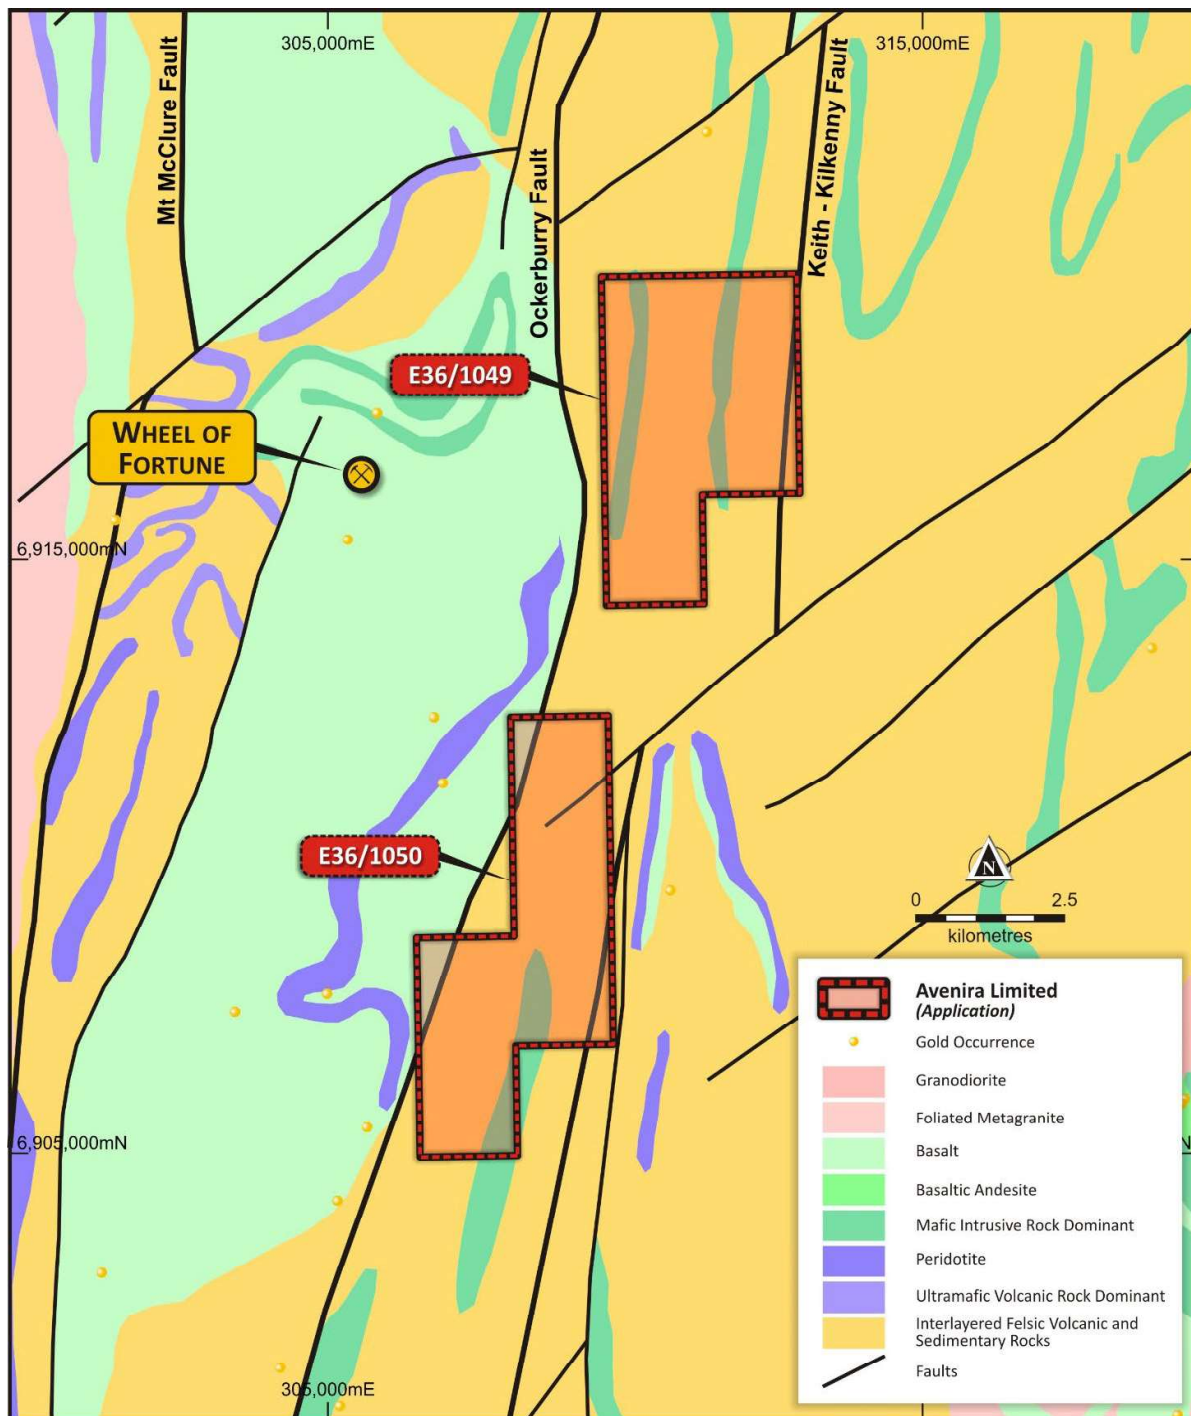 305,000mE
315,000mE
Mt McClure Fault
Ockerburry Fault
Keith - Kilkenny Fault
E36/1049
WHEEL OF
FORTUNE
6,915,000mN
E36/1050
N
0 2.5
kilometres
6,905,000mN
N
305,000mE
Avenira Limited
(Application)
Gold Occurrence
Granodiorite
Foliated Metagranite
Basalt
Basaltic Andesite
Mafic Intrusive Rock Dominant
Peridotite
Ultramafic Volcanic Rock Dominant
Interlayered Felsic Volcanic and
Sedimentary Rocks
Faults